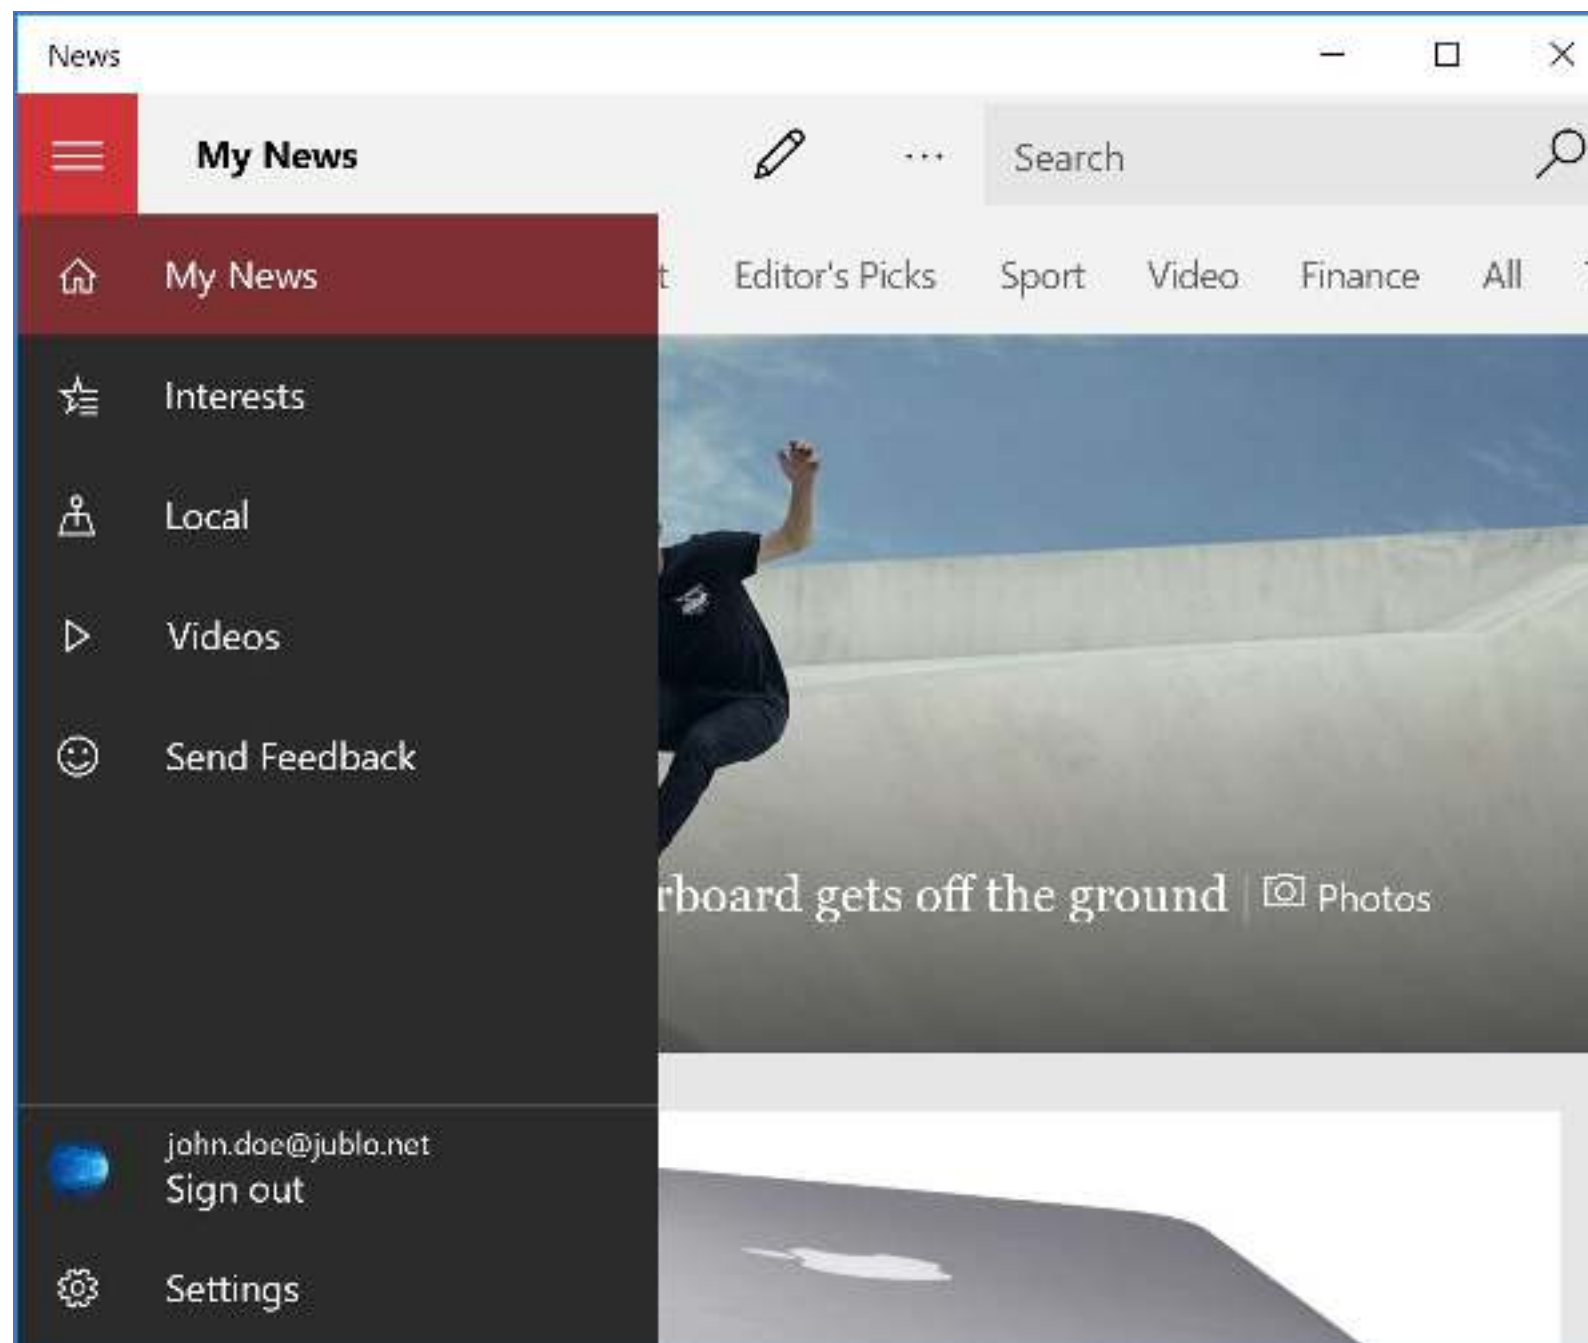 News
My News
Search
My News
Editor's Picks Sport Video Finance All
Interests
Local
Videos
Send Feedback
gets off the ground | Photos
john.doe@jublo.net
Sign out
Settings